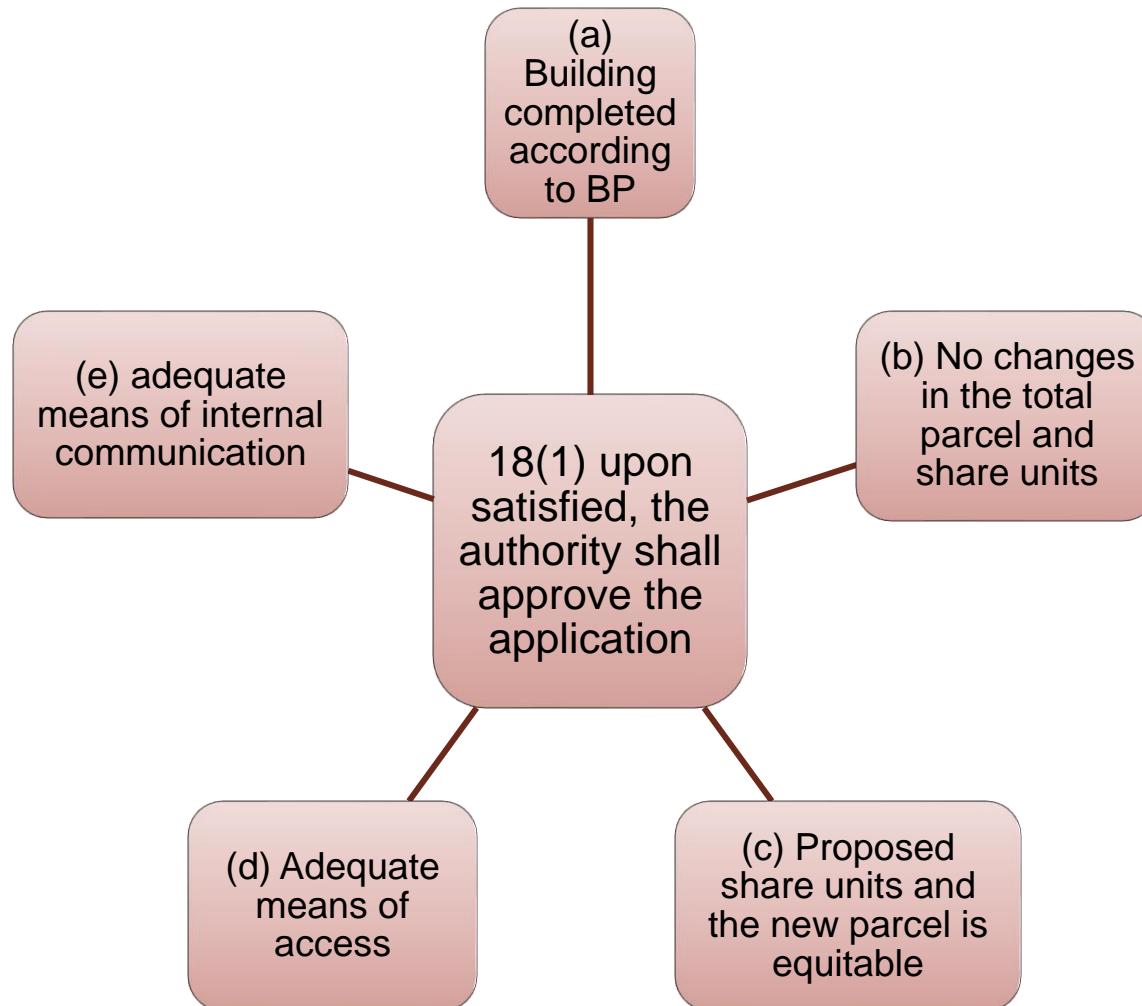 (a)
Building
completed
according
to BP
(b) No changes
in the total
parcel and
share units
(c) Proposed
share units and
the new parcel is
equitable
(d) Adequate
means of
access
(e) adequate
means of internal
communication
18(1) upon
satisfied, the
authority shall
approve the
application